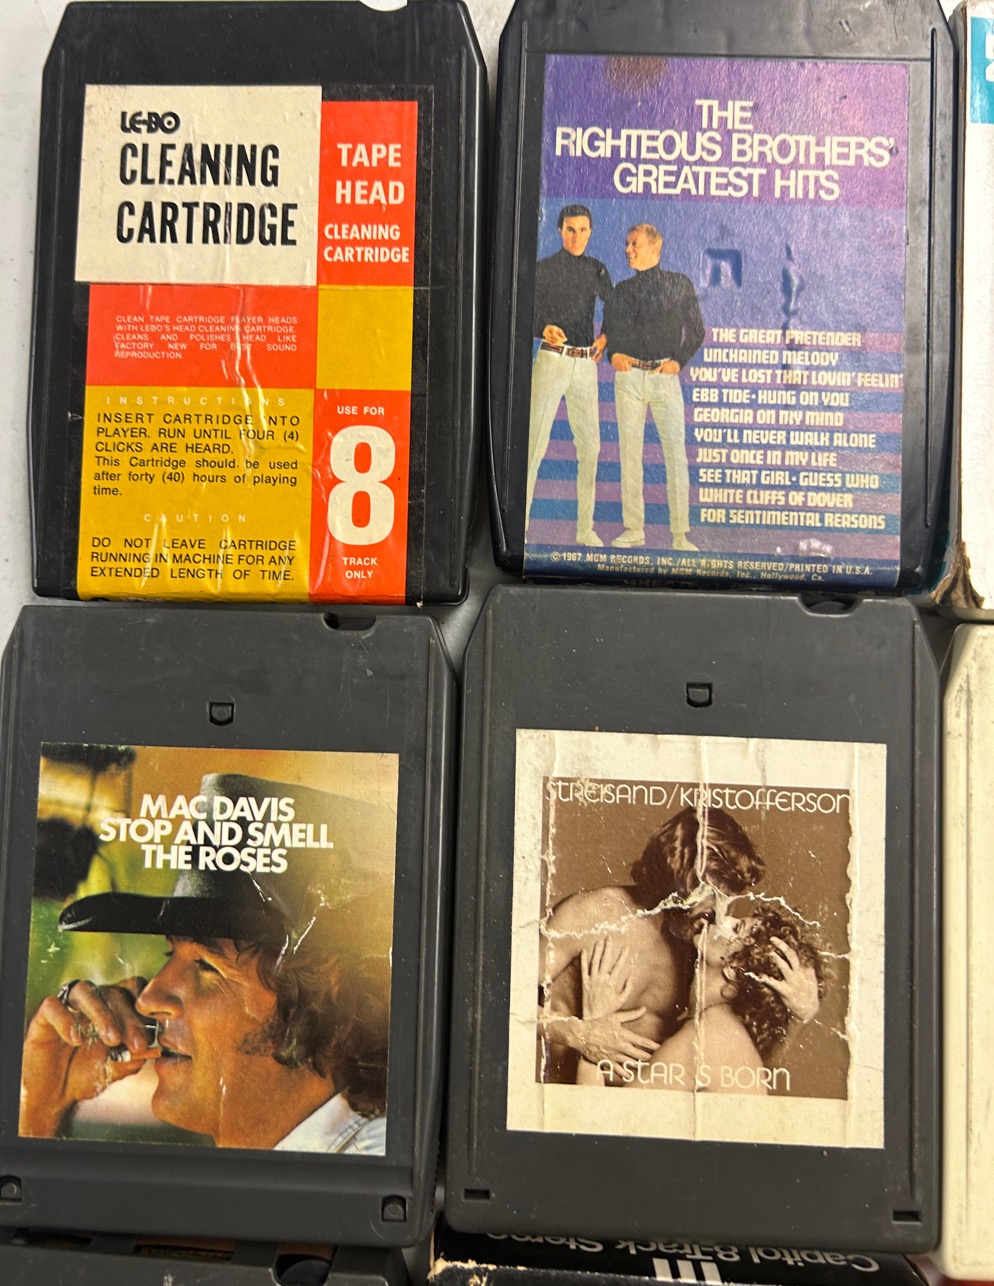 LE-BO
CLEANING
CARTRIDGE
TAPE
HEAD
CLEANING
CARTRIDGE
CLEAN TAPE CARTRIDGE PLAYER HEADS
WITH LEBO'S HEAD CLEANING CARTRIDGE.
CLEANS AND POLISHES HEAD LIKE
FACTORY NEW FOR BEST SOUND
REPRODUCTION.
INSTRUCTIONS
INSERT CARTRIDGE INTO
PLAYER. RUN UNTIL FOUR (4)
CLICKS ARE HEARD.
This Cartridge should be used
after forty (40) hours of playing
time.
CAUTION
DO NOT LEAVE CARTRIDGE
RUNNING IN MACHINE FOR ANY
EXTENDED LENGTH OF TIME.
USE FOR
8
TRACK
ONLY
THE
RIGHTEOUS BROTHERS'
GREATEST HITS
THE GREAT PRETENDER
UNCHAINED MELODY
YOU'VE LOST THAT LOVIN' FEELIN'
EBB TIDE • HUNG ON YOU
GEORGIA ON MY MIND
YOU'LL NEVER WALK ALONE
JUST ONCE IN MY LIFE
SEE THAT GIRL • GUESS WHO
WHITE CLIFFS OF DOVER
FOR SENTIMENTAL REASONS
© 1967 MGM RECORDS, INC./ALL RIGHTS RESERVED/PRINTED IN U.S.A.
Manufactured by MGM Records, Inc., Hollywood, Ca.
MAC DAVIS
STOP AND SMELL
THE ROSES
STREISAND/KRISTOFFERSON
A STAR IS BORN
Capitol 8-Track Stereo